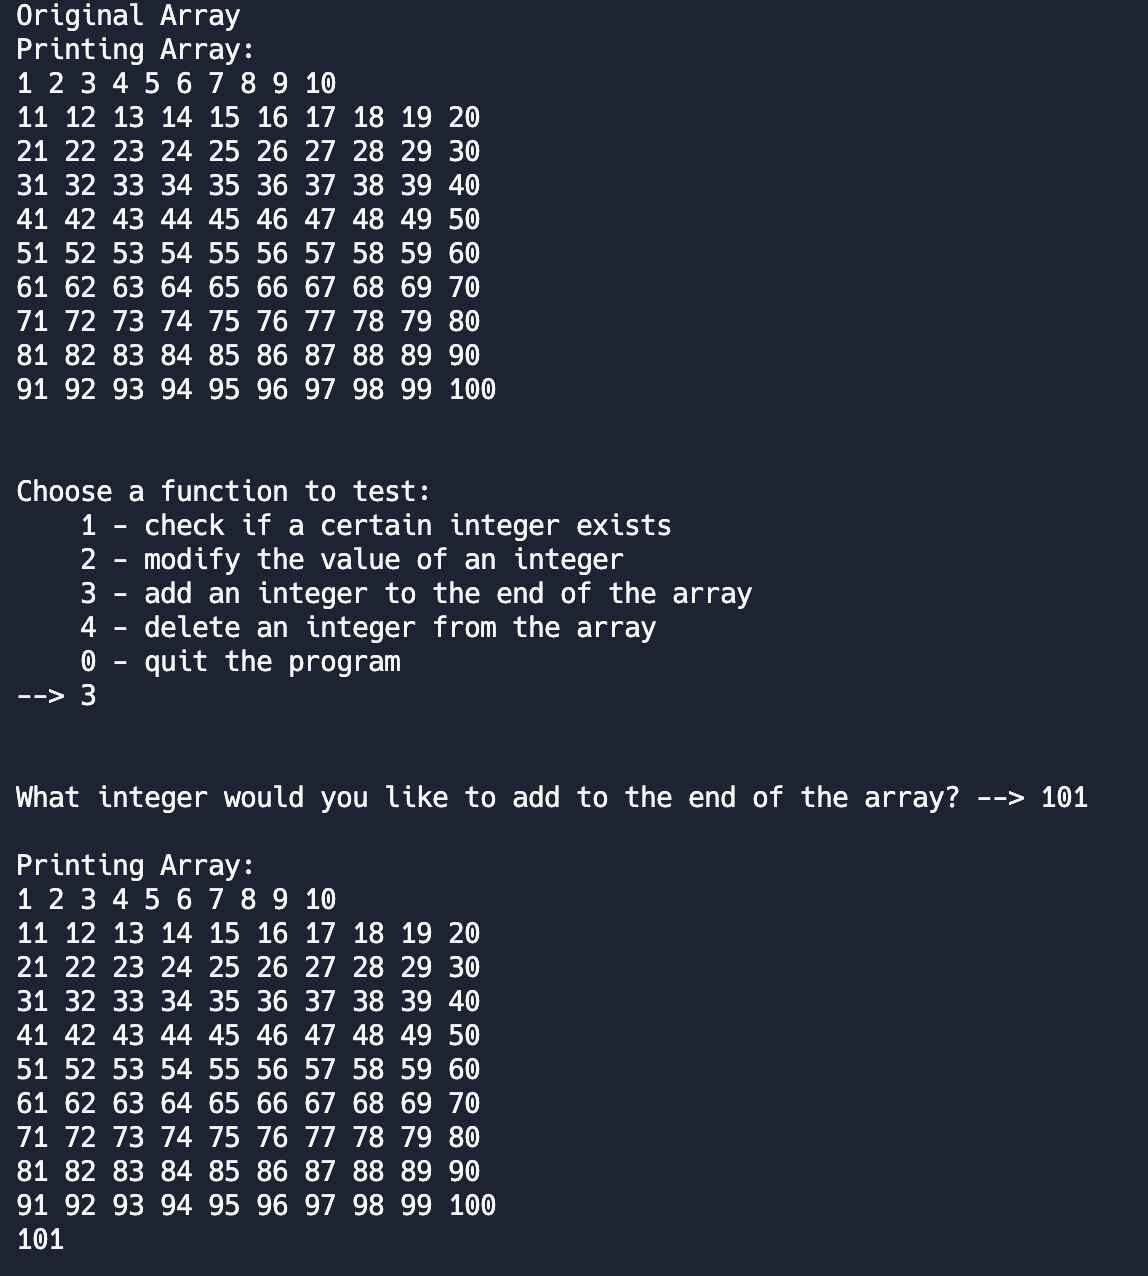 Original Array
Printing Array:
1 2 3 4 5 6 7 8 9 10
11 12 13 14 15 16 17 18 19 20
21 22 23 24 25 26 27 28 29 30
31 32 33 34 35 36 37 38 39 40
41 42 43 44 45 46 47 48 49 50
51 52 53 54 55 56 57 58 59 60
61 62 63 64 65 66 67 68 69 70
71 72 73 74 75 76 77 78 79 80
81 82 83 84 85 86 87 88 89 90
91 92 93 94 95 96 97 98 99 100
Choose a function to test:
1 - check if a certain integer exists
2 - modify the value of an integer
3 - add an integer to the end of the array
4 - delete an integer from the array
0 - quit the program
--> 3
What integer would you like to add to the end of the array? --> 101
Printing Array:
1 2 3 4 5 6 7 8 9 10
11 12 13 14 15 16 17 18 19 20
21 22 23 24 25 26 27 28 29 30
31 32 33 34 35 36 37 38 39 40
41 42 43 44 45 46 47 48 49 50
51 52 53 54 55 56 57 58 59 60
61 62 63 64 65 66 67 68 69 70
71 72 73 74 75 76 77 78 79 80
81 82 83 84 85 86 87 88 89 90
91 92 93 94 95 96 97 98 99 100
101